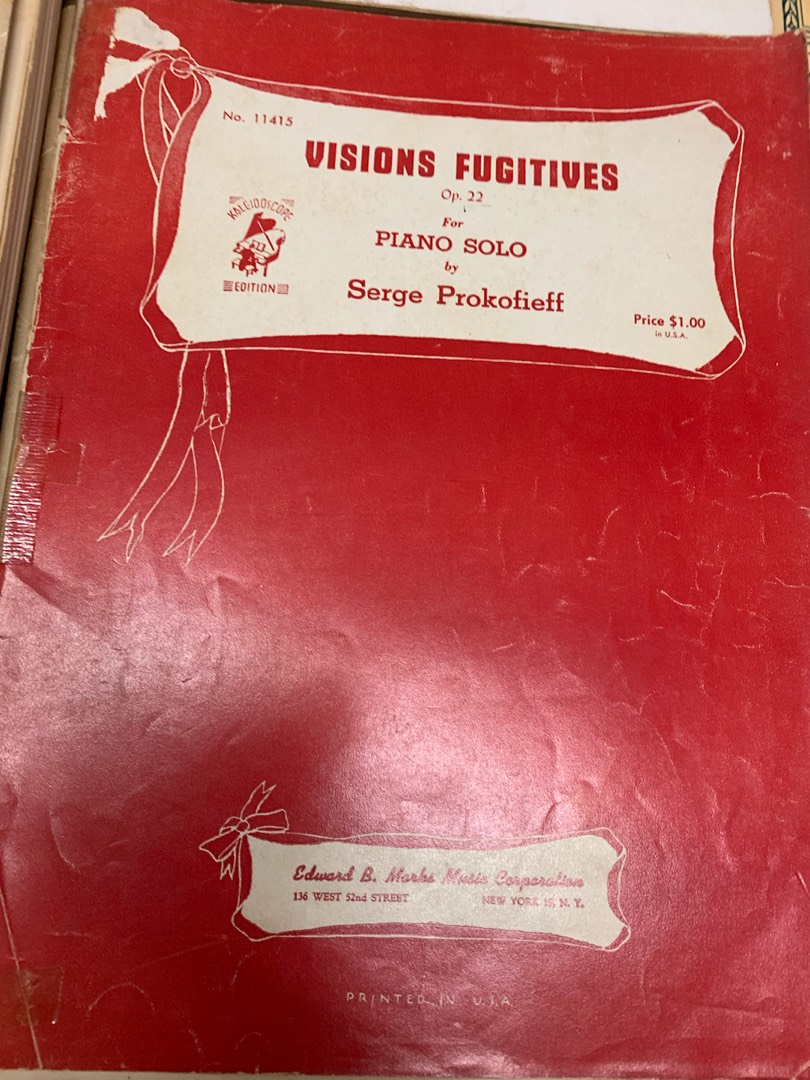 No. 11415
VISIONS FUGITIVES
Op. 22
For
PIANO SOLO
by
Serge Prokofieff
KALEIDOSCOPE
EDITION
Price $1.00
in U.S.A.
Edward B. Marks Music Corporation
136 WEST 52nd STREET NEW YORK 19, N. Y.
PRINTED IN U.S.A.